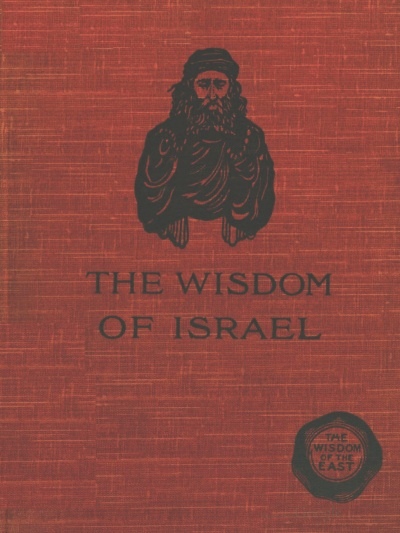 THE WISDOM
OF ISRAEL
THE
WISDOM
OF THE
EAST